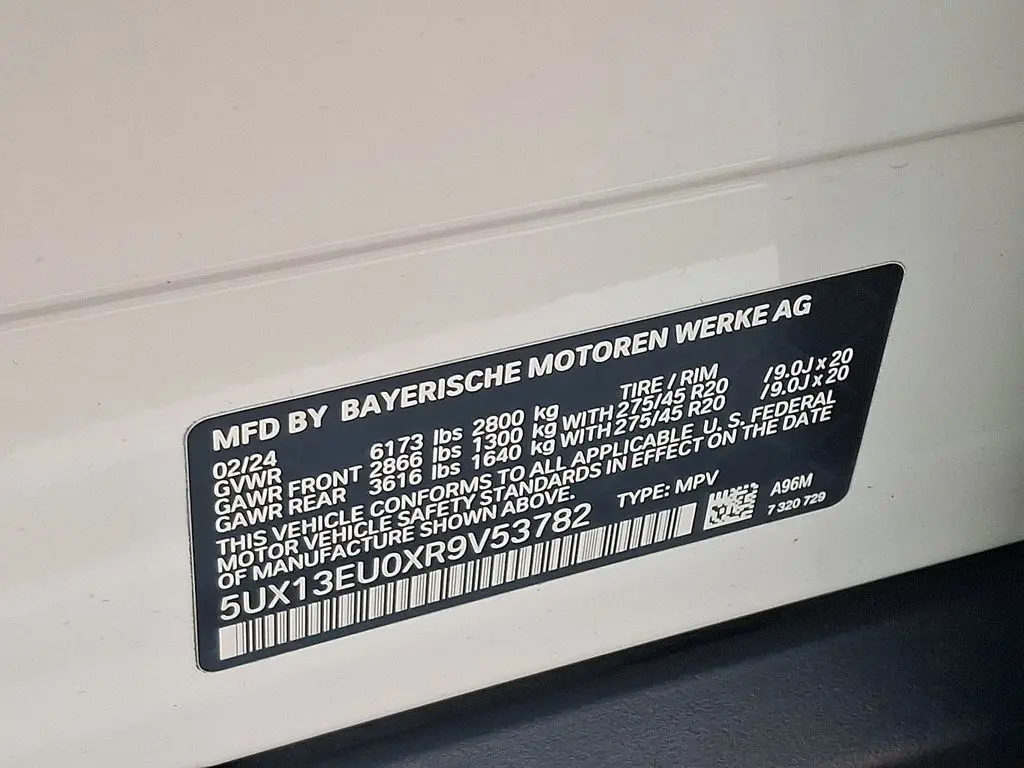 MFD BY BAYERISCHE MOTOREN WERKE AG
02/24 TIRE / RIM
GVWR 6173 lbs 2800 kg
GAWR FRONT 2866 lbs 1300 kg WITH 275/45 R20 /9.0J x 20
GAWR REAR 3616 lbs 1640 kg WITH 275/45 R20 /9.0J x 20
THIS VEHICLE CONFORMS TO ALL APPLICABLE U. S. FEDERAL
MOTOR VEHICLE SAFETY STANDARDS IN EFFECT ON THE DATE
OF MANUFACTURE SHOWN ABOVE.
5UX13EU0XR9V53782 TYPE: MPV A96M
7 320 729